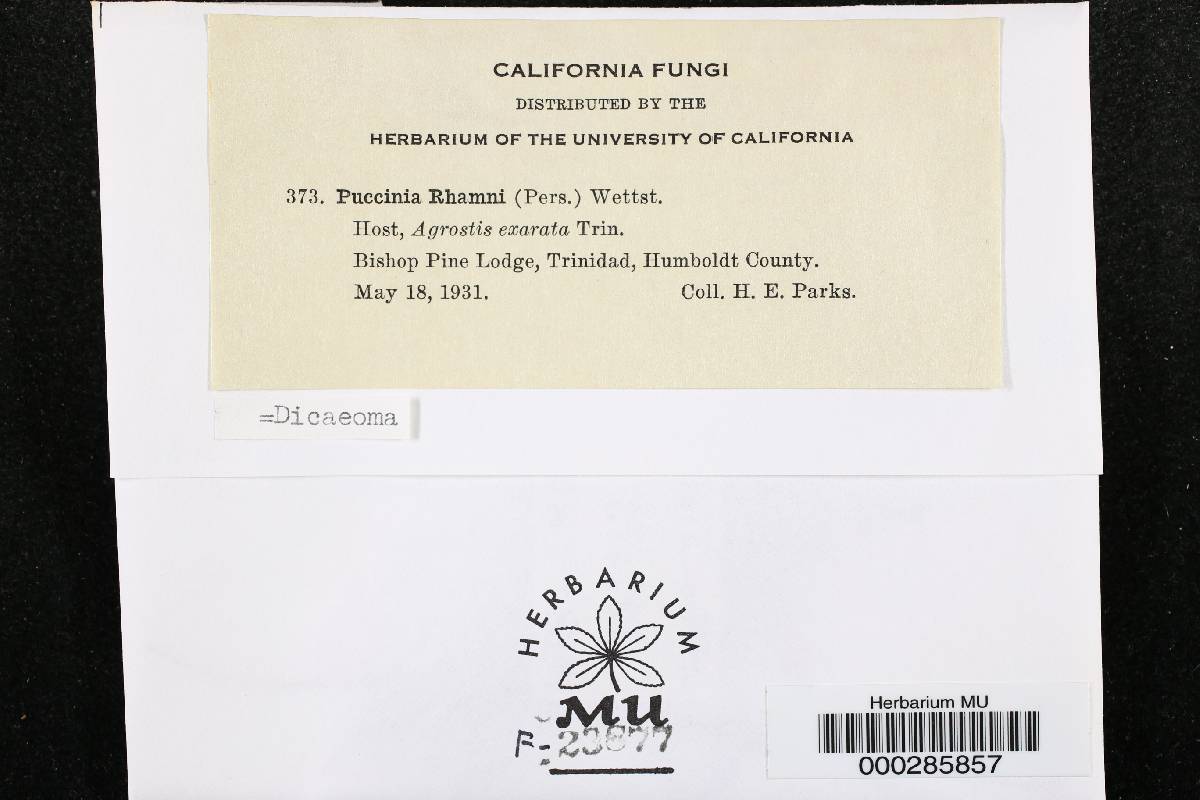 CALIFORNIA FUNGI
DISTRIBUTED BY THE
HERBARIUM OF THE UNIVERSITY OF CALIFORNIA
373. Puccinia Rhamni (Pers.) Wettst.
Host, Agrostis exarata Trin.
Bishop Pine Lodge, Trinidad, Humboldt County.
May 18, 1931. Coll. H. E. Parks.
=Dicaeoma
HERBARIUM
MU
F- 23877
Herbarium MU
000285857